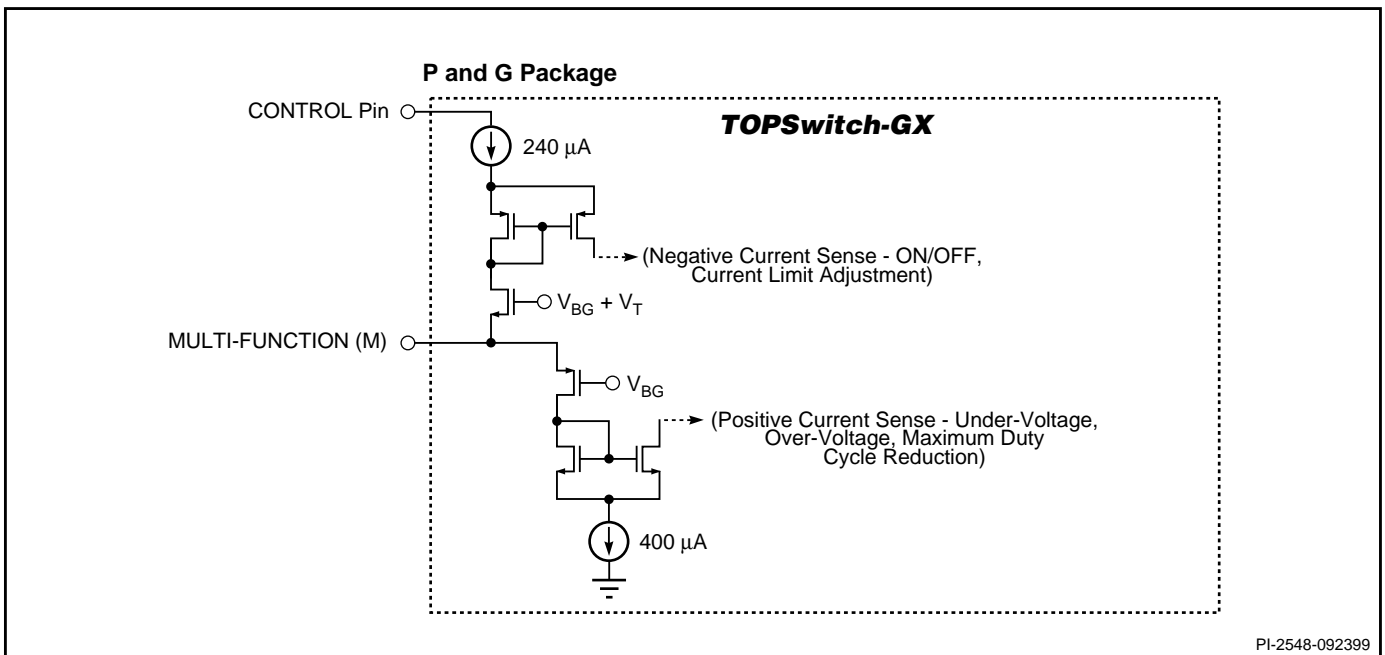 P and G Package
CONTROL Pin
TOPSwitch-GX
240 μA
(Negative Current Sense - ON/OFF,
Current Limit Adjustment)
V_BG + V_T
MULTI-FUNCTION (M)
V_BG
(Positive Current Sense - Under-Voltage,
Over-Voltage, Maximum Duty
Cycle Reduction)
400 μA
PI-2548-092399